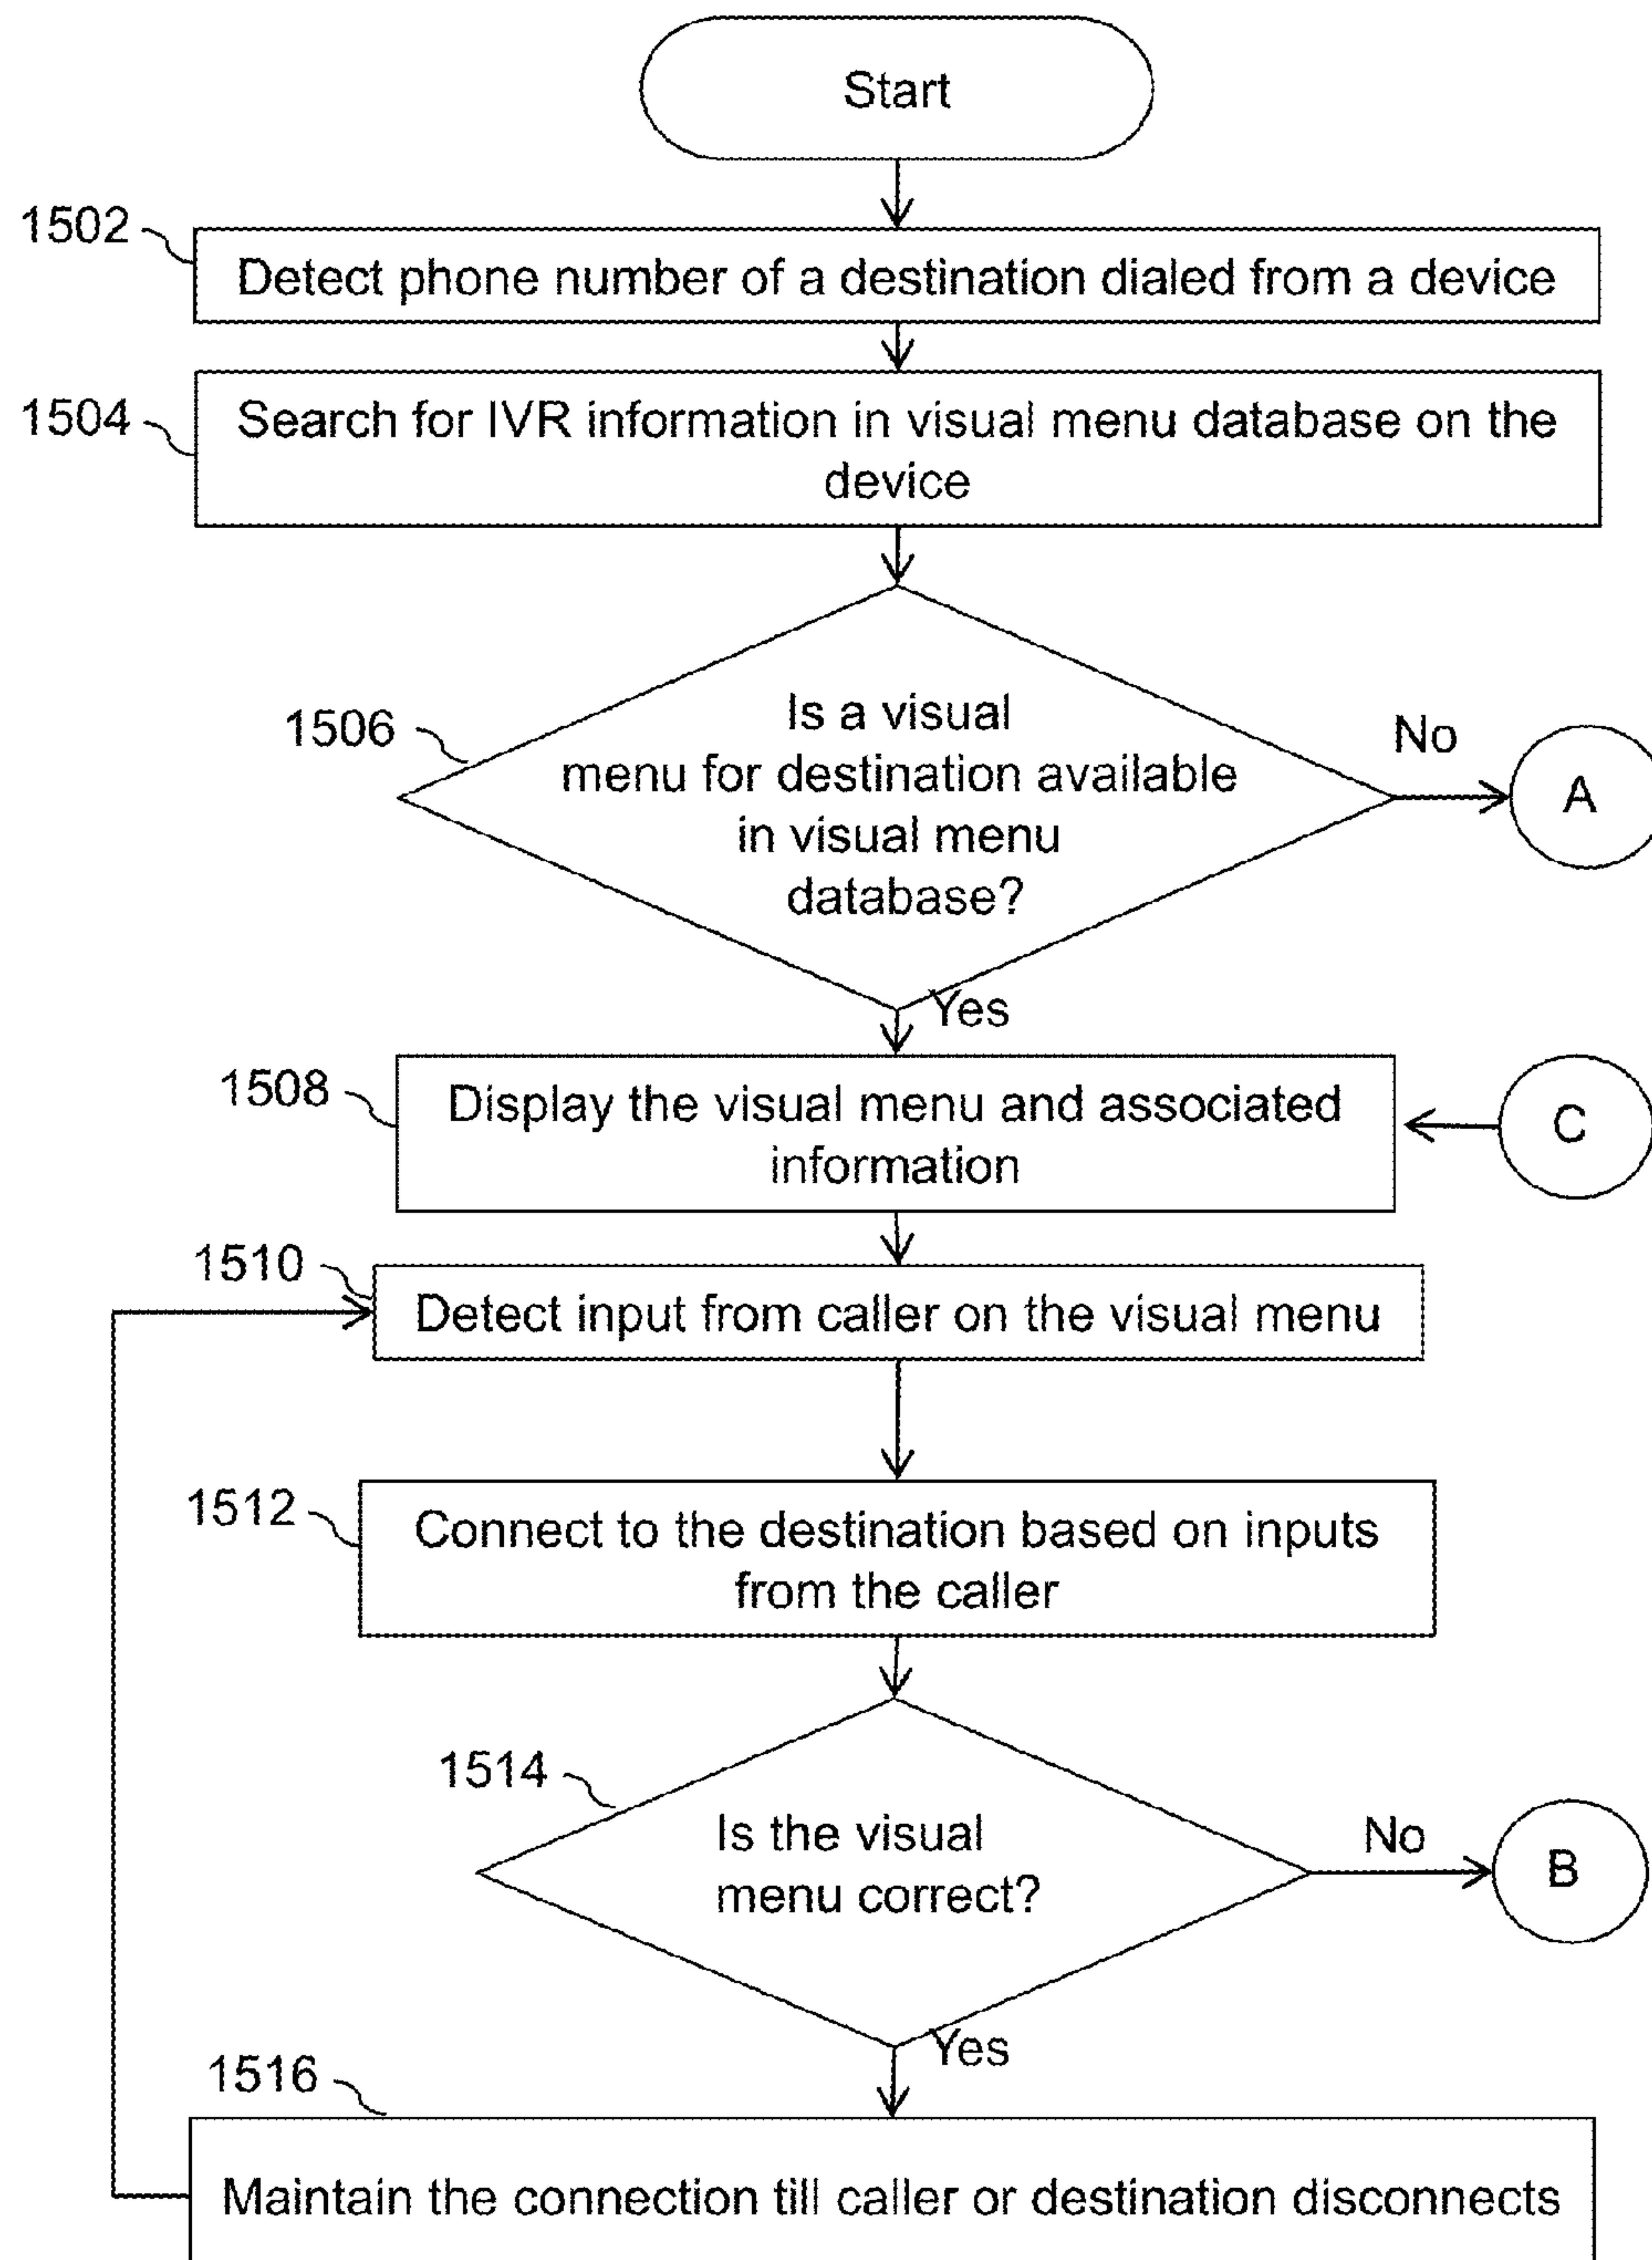 Start
1502
Detect phone number of a destination dialed from a device
1504
Search for IVR information in visual menu database on the
device
1506
Is a visual
menu for destination available
in visual menu
database?
No
A
Yes
1508
Display the visual menu and associated
information
C
1510
Detect input from caller on the visual menu
1512
Connect to the destination based on inputs
from the caller
1514
Is the visual
menu correct?
No
B
Yes
1516
Maintain the connection till caller or destination disconnects